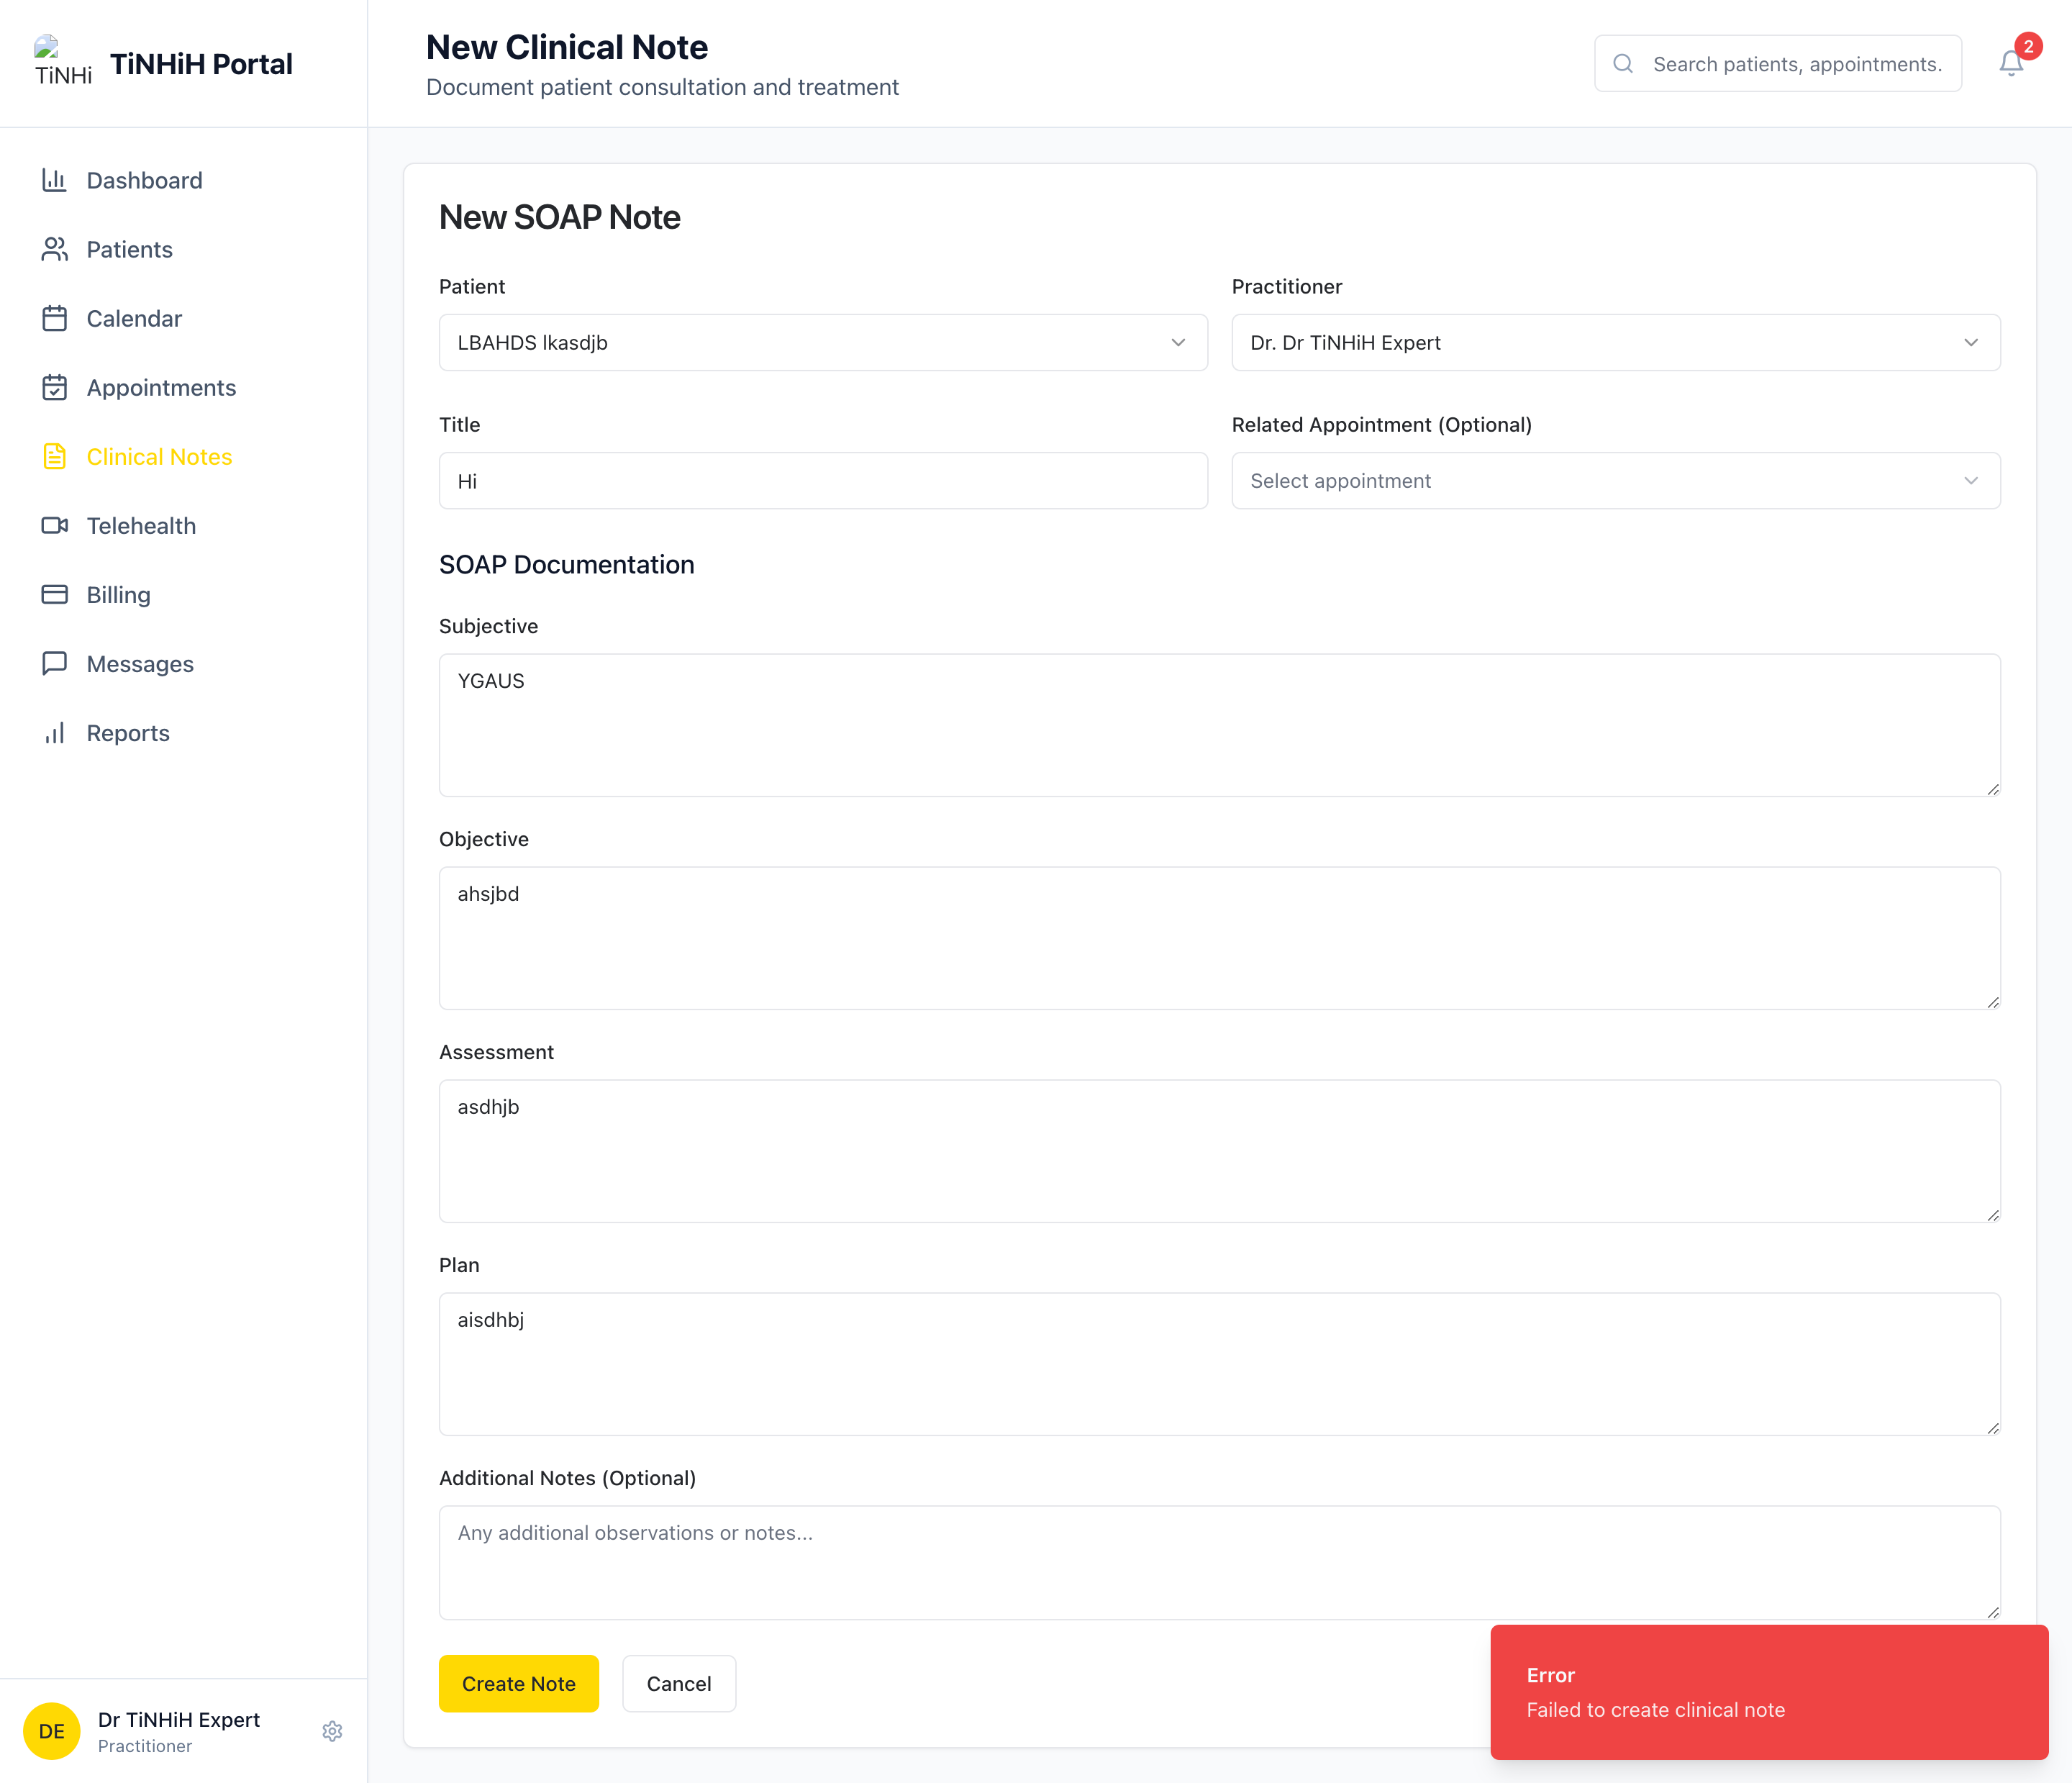 TiNHi
TiNHiH Portal
New Clinical Note
Document patient consultation and treatment
Search patients, appointments.
2
Dashboard
Patients
Calendar
Appointments
Clinical Notes
Telehealth
Billing
Messages
Reports
New SOAP Note
Patient
Practitioner
LBAHDS lkasdjb
Dr. Dr TiNHiH Expert
Title
Related Appointment (Optional)
Hi
Select appointment
SOAP Documentation
Subjective
YGAUS
Objective
ahsjbd
Assessment
asdhjb
Plan
aisdhbj
Additional Notes (Optional)
Any additional observations or notes...
Create Note
Cancel
Error
Failed to create clinical note
DE
Dr TiNHiH Expert
Practitioner